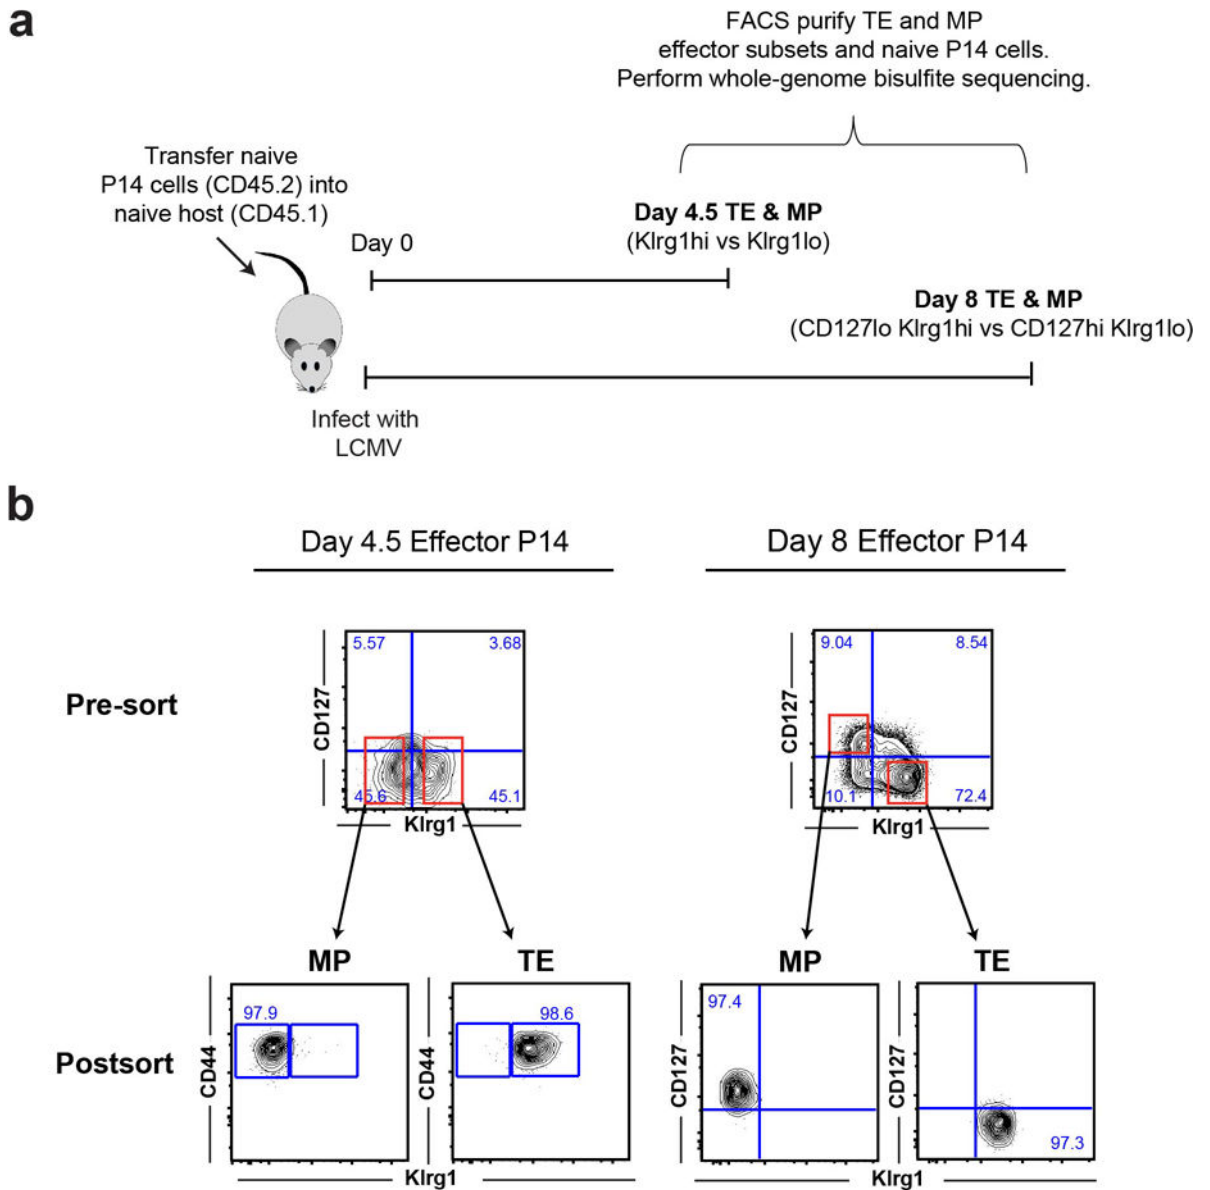 a
FACS purify TE and MP
effector subsets and naive P14 cells.
Perform whole-genome bisulfite sequencing.
Transfer naive
P14 cells (CD45.2) into
naive host (CD45.1)
Day 0
Day 4.5 TE & MP
(Klrg1hi vs Klrg1lo)
Day 8 TE & MP
(CD127lo Klrg1hi vs CD127hi Klrg1lo)
Infect with
LCMV
b
Day 4.5 Effector P14
Day 8 Effector P14
Pre-sort
CD127
5.57
3.68
45.6
45.1
Klrg1
CD127
9.04
8.54
10.1
72.4
Klrg1
MP
TE
MP
TE
Postsort
CD44
97.9
CD44
98.6
Klrg1
CD127
97.4
CD127
97.3
Klrg1